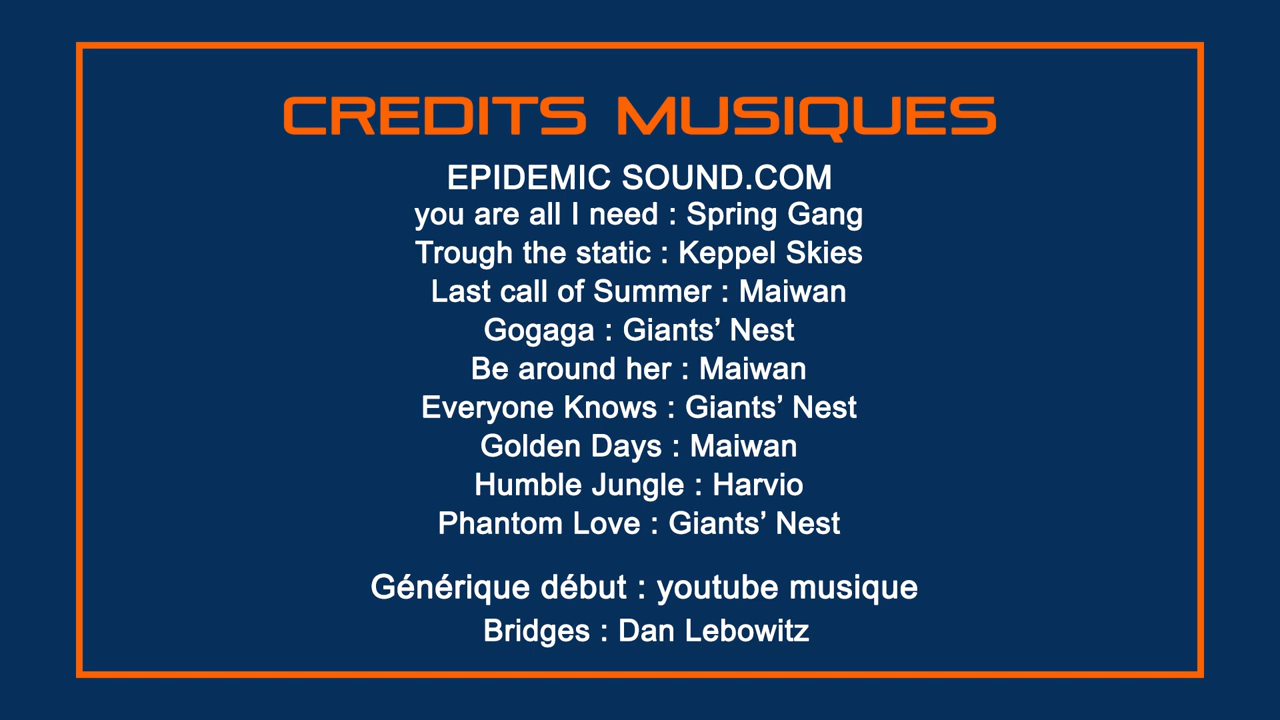 CREDITS MUSIQUES
EPIDEMIC SOUND.COM
you are all I need : Spring Gang
Trough the static : Keppel Skies
Last call of Summer : Maiwan
Gogaga : Giants’ Nest
Be around her : Maiwan
Everyone Knows : Giants’ Nest
Golden Days : Maiwan
Humble Jungle : Harvio
Phantom Love : Giants’ Nest
Générique début : youtube musique
Bridges : Dan Lebowitz